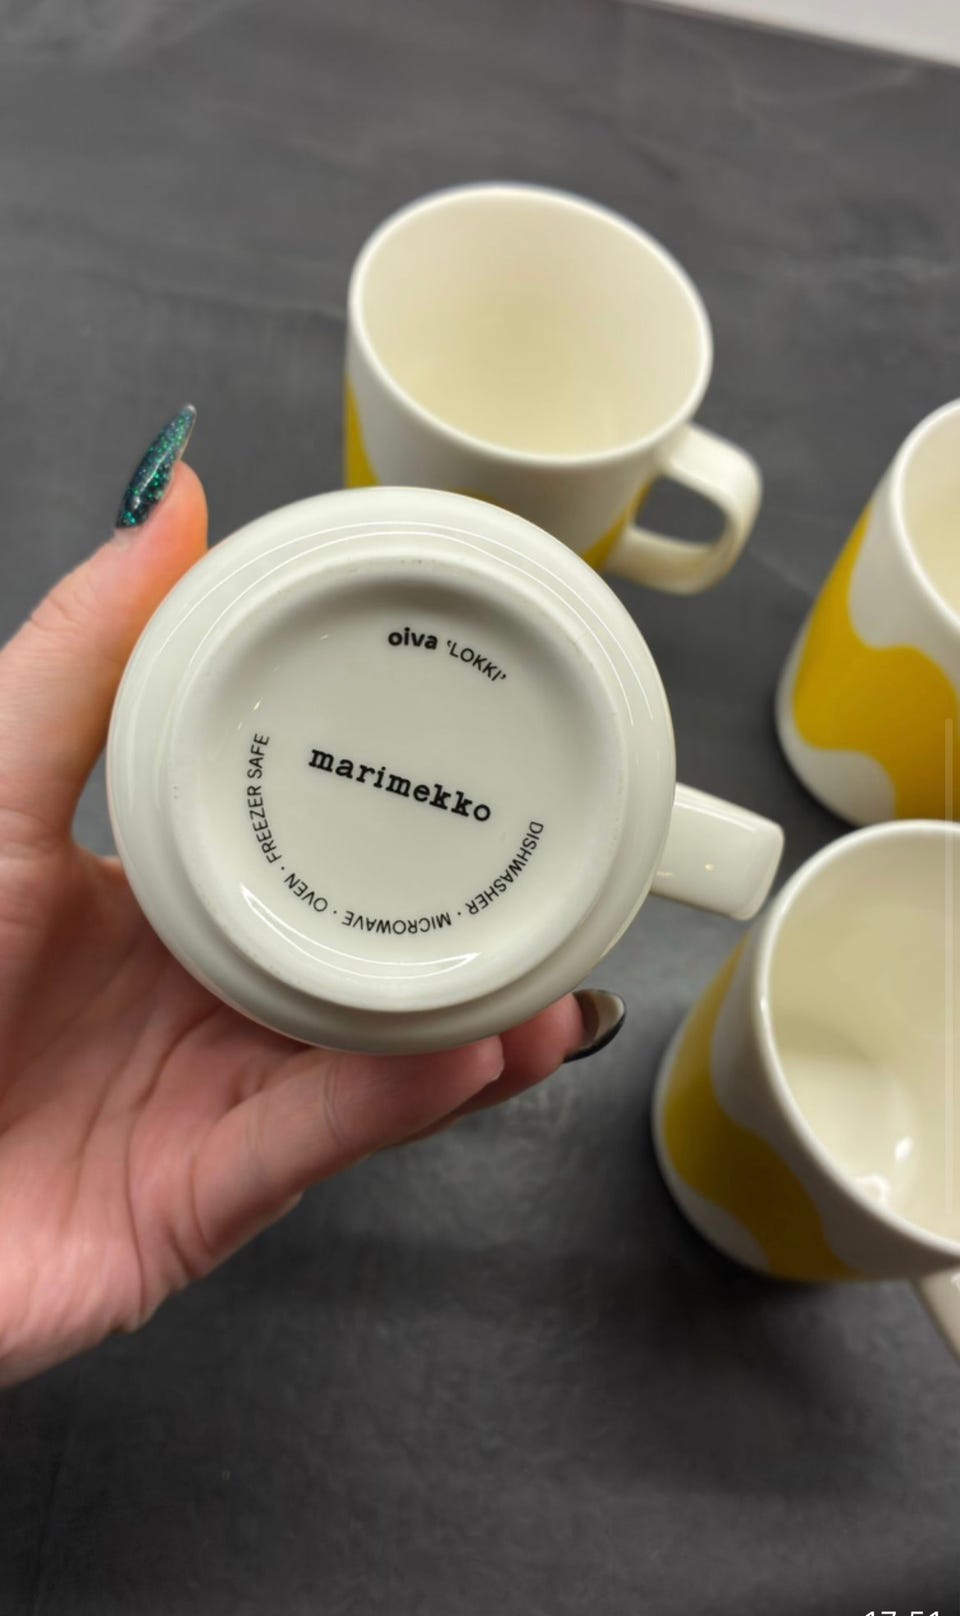 oiva 'LOKKI'
marimekko
DISHWASHER · MICROWAVE · OVEN · FREEZER SAFE